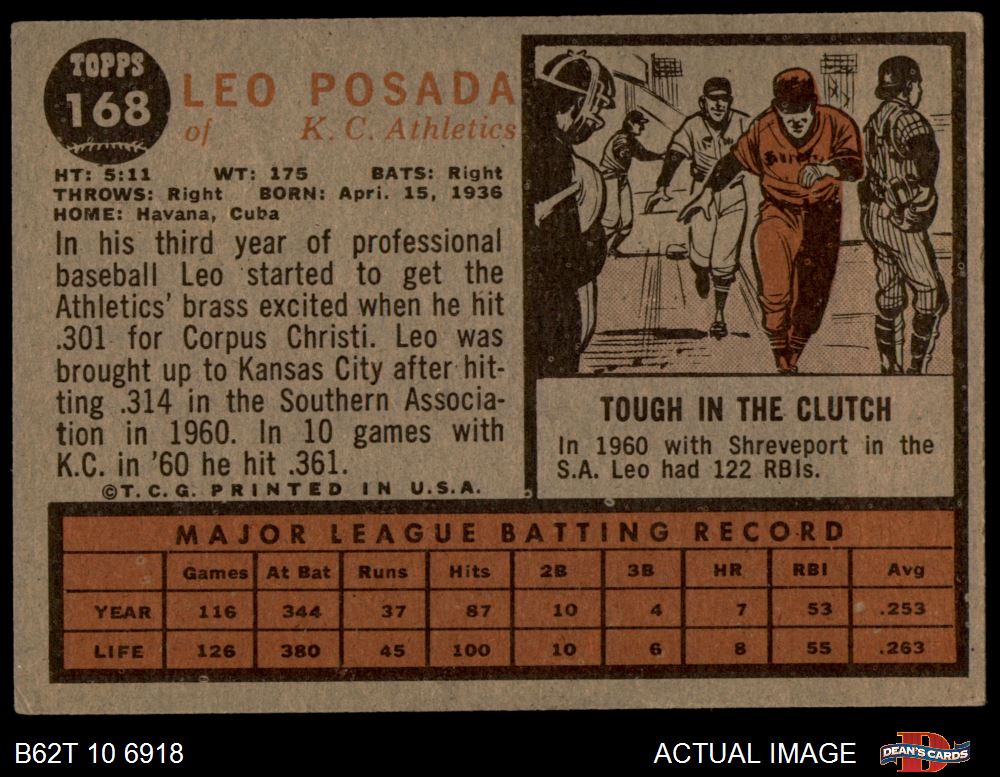 TOPPS
168
LEO POSADA
of K. C. Athletics
HT: 5:11 WT: 175 BATS: Right
THROWS: Right BORN: Apri. 15, 1936
HOME: Havana, Cuba
In his third year of professional
baseball Leo started to get the
Athletics' brass excited when he hit
.301 for Corpus Christi. Leo was
brought up to Kansas City after hit-
ting .314 in the Southern Associa-
tion in 1960. In 10 games with
K.C. in '60 he hit .361.
©T.C.G. PRINTED IN U.S.A.
TOUGH IN THE CLUTCH
In 1960 with Shreveport in the
S.A. Leo had 122 RBIs.
MAJOR LEAGUE BATTING RECORD
Games At Bat Runs Hits 2B 3B HR RBI Avg
YEAR 116 344 37 87 10 4 7 53 .253
LIFE 126 380 45 100 10 6 8 55 .263
B62T 10 6918 ACTUAL IMAGE DEAN'S CARDS